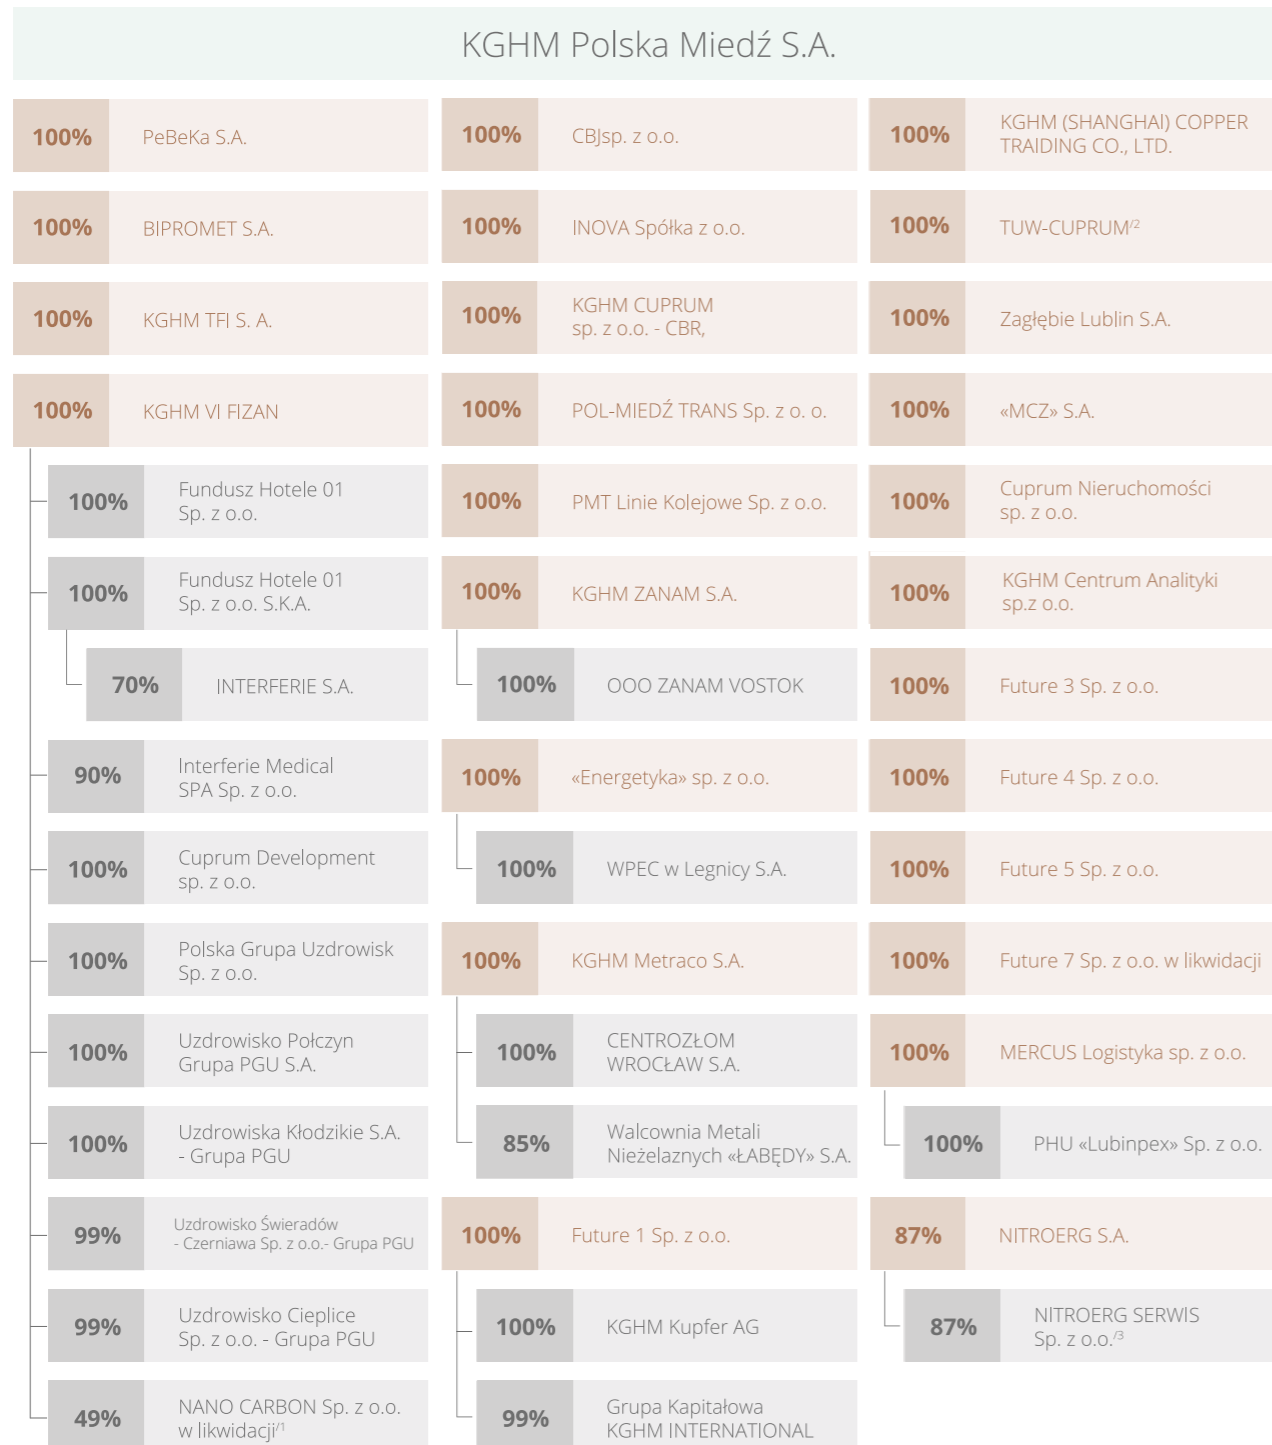 KGHM Polska Miedź S.A.
100%
PeBeKa S.A.
100%
BIPROMET S.A.
100%
KGHM TFI S. A.
100%
KGHM VI FIZAN
100%
Fundusz Hotele 01
Sp. z o.o.
100%
Fundusz Hotele 01
Sp. z o.o. S.K.A.
70%
INTERFERIE S.A.
90%
Interferie Medical
SPA Sp. z o.o.
100%
Cuprum Development
sp. z o.o.
100%
Polska Grupa Uzdrowisk
Sp. z o.o.
100%
Uzdrowisko Połczyn
Grupa PGU S.A.
100%
Uzdrowiska Kłodzikie S.A.
- Grupa PGU
99%
Uzdrowisko Świeradów
- Czerniawa Sp. z o.o.- Grupa PGU
99%
Uzdrowisko Cieplice
Sp. z o.o. - Grupa PGU
49%
NANO CARBON Sp. z o.o.
w likwidacji/1
100%
CBJsp. z o.o.
100%
INOVA Spółka z o.o.
100%
KGHM CUPRUM
sp. z o.o. - CBR,
100%
POL-MIEDŹ TRANS Sp. z o. o.
100%
PMT Linie Kolejowe Sp. z o.o.
100%
KGHM ZANAM S.A.
100%
OOO ZANAM VOSTOK
100%
«Energetyka» sp. z o.o.
100%
WPEC w Legnicy S.A.
100%
KGHM Metraco S.A.
100%
CENTROZŁOM
WROCŁAW S.A.
85%
Walcownia Metali
Nieżelaznych «ŁABĘDY» S.A.
100%
Future 1 Sp. z o.o.
100%
KGHM Kupfer AG
99%
Grupa Kapitałowa
KGHM INTERNATIONAL
100%
KGHM (SHANGHAI) COPPER
TRAIDING CO., LTD.
100%
TUW-CUPRUM/2
100%
Zagłębie Lublin S.A.
100%
«MCZ» S.A.
100%
Cuprum Nieruchomości
sp. z o.o.
100%
KGHM Centrum Analityki
sp.z o.o.
100%
Future 3 Sp. z o.o.
100%
Future 4 Sp. z o.o.
100%
Future 5 Sp. z o.o.
100%
Future 7 Sp. z o.o. w likwidacji
100%
MERCUS Logistyka sp. z o.o.
100%
PHU «Lubinpex» Sp. z o.o.
87%
NITROERG S.A.
87%
NITROERG SERWIS
Sp. z o.o./3